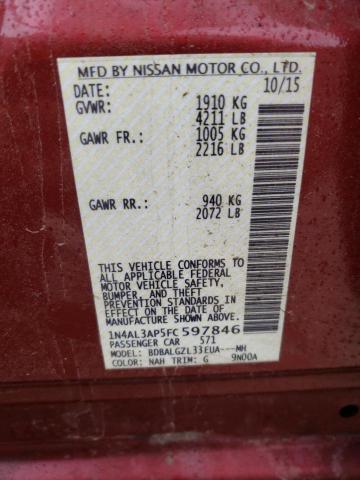 MFD BY NISSAN MOTOR CO., LTD.
DATE: 10/15
GVWR: 1910 KG
4211 LB
GAWR FR.: 1005 KG
2216 LB
GAWR RR.: 940 KG
2072 LB
THIS VEHICLE CONFORMS TO
ALL APPLICABLE FEDERAL
MOTOR VEHICLE SAFETY,
BUMPER, AND THEFT
PREVENTION STANDARDS IN
EFFECT ON THE DATE OF
MANUFACTURE SHOWN ABOVE.
1N4AL3AP5FC597846
PASSENGER CAR 571
MODEL: BDBALGZL33EUA---MH
COLOR: NAH TRIM: G 9N00A